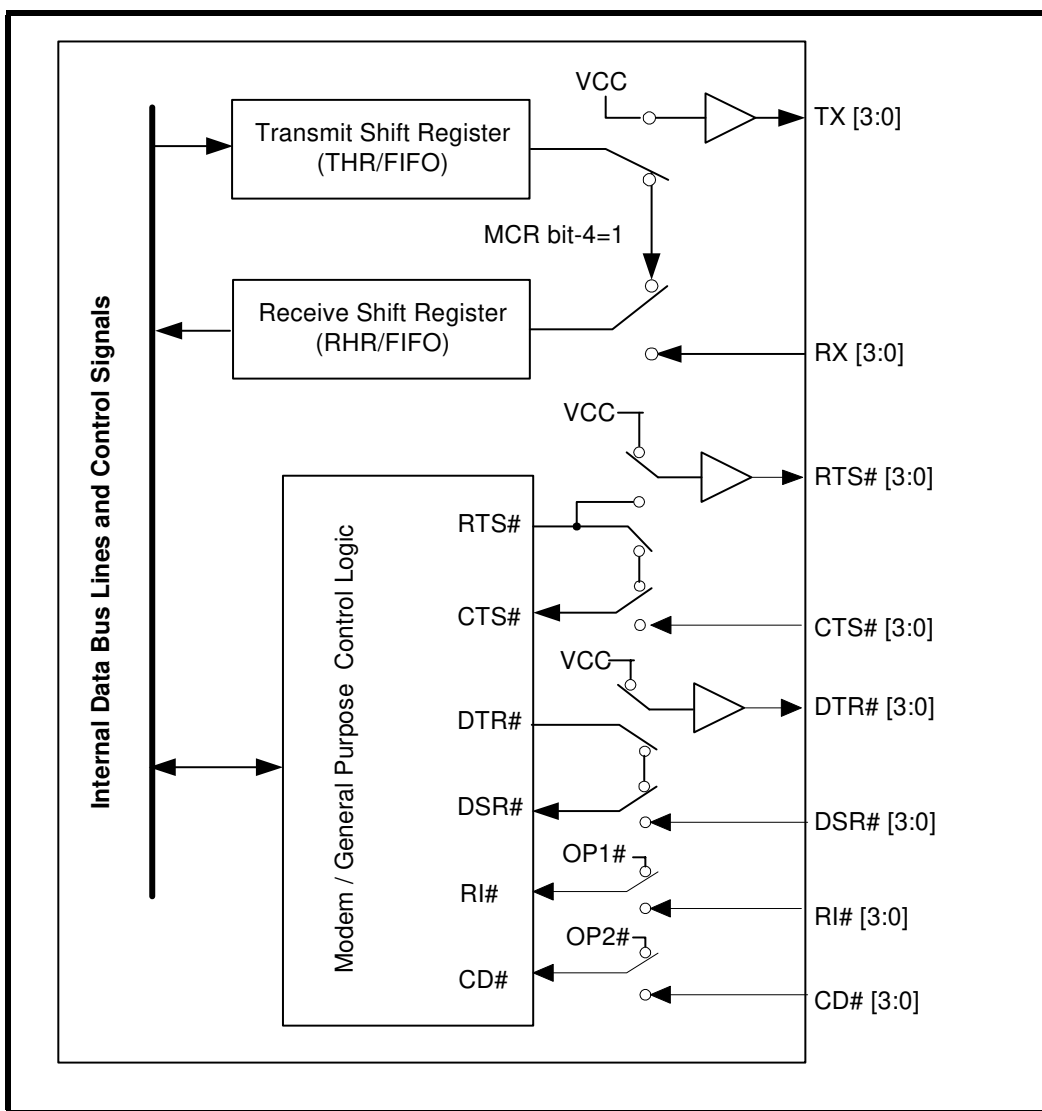 VCC
TX [3:0]
Transmit Shift Register
(THR/FIFO)
MCR bit-4=1
Receive Shift Register
(RHR/FIFO)
RX [3:0]
Internal Data Bus Lines and Control Signals
VCC
RTS# [3:0]
Modem / General Purpose Control Logic
RTS#
CTS#
CTS# [3:0]
VCC
DTR#
DTR# [3:0]
DSR#
DSR# [3:0]
OP1#
RI#
RI# [3:0]
OP2#
CD#
CD# [3:0]